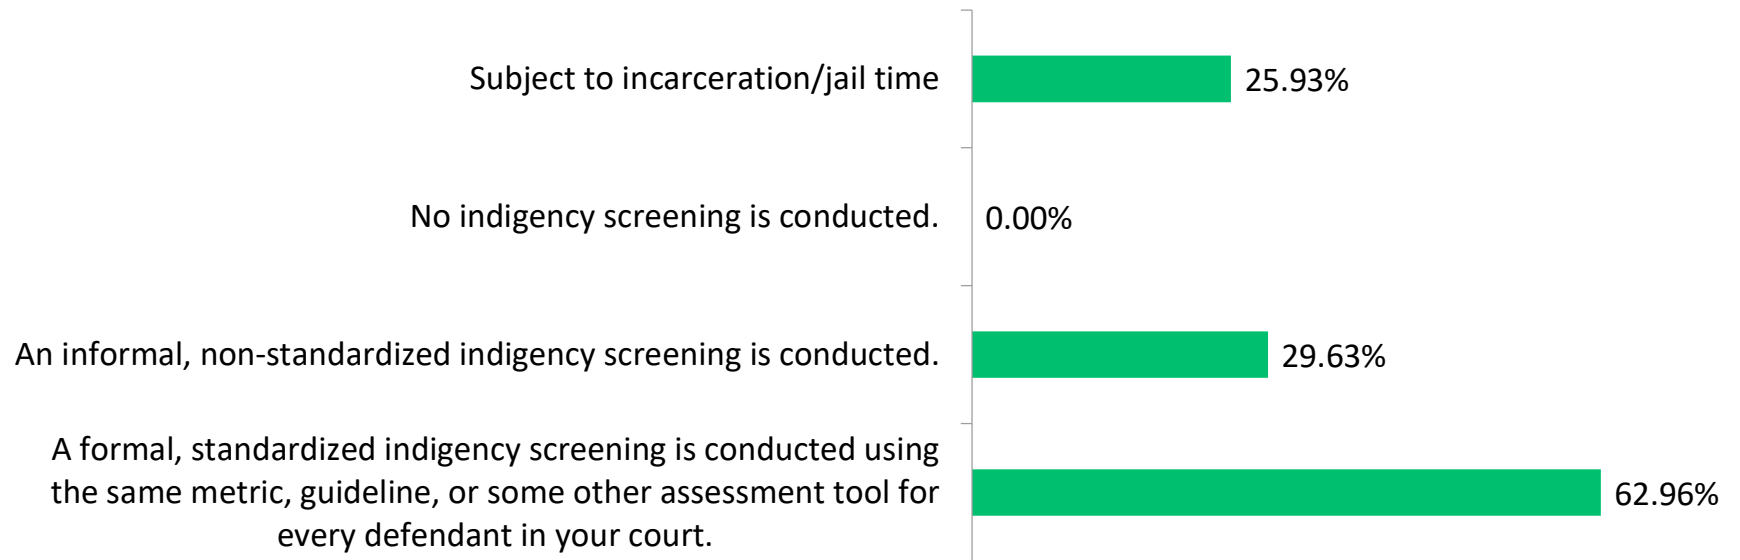 Subject to incarceration/jail time
25.93%
No indigency screening is conducted.
0.00%
An informal, non-standardized indigency screening is conducted.
29.63%
A formal, standardized indigency screening is conducted using
the same metric, guideline, or some other assessment tool for
every defendant in your court.
62.96%